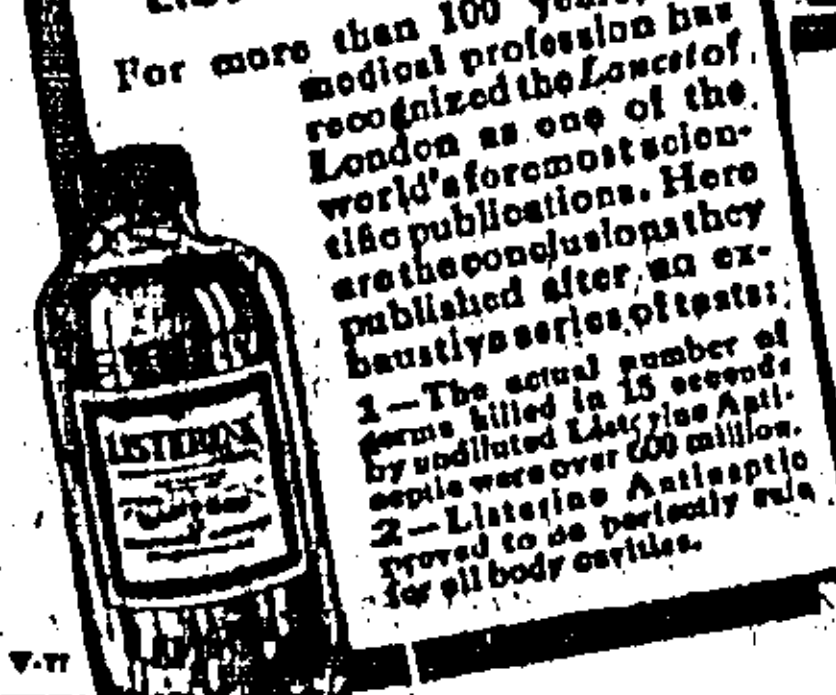 For more than 100 years,
medical profession has
recognized the Lancet of
London as one of the
world's foremost scien-
tific publications. Here
are the conclusions they
published after an ex-
haustive series of tests:
1—The actual number of
germs killed in 15 seconds
by undiluted Listerine Anti-
septic were over 600 million.
2—Listerine Antiseptic
proved to be perfectly safe
for all body cavities.
LISTERINE